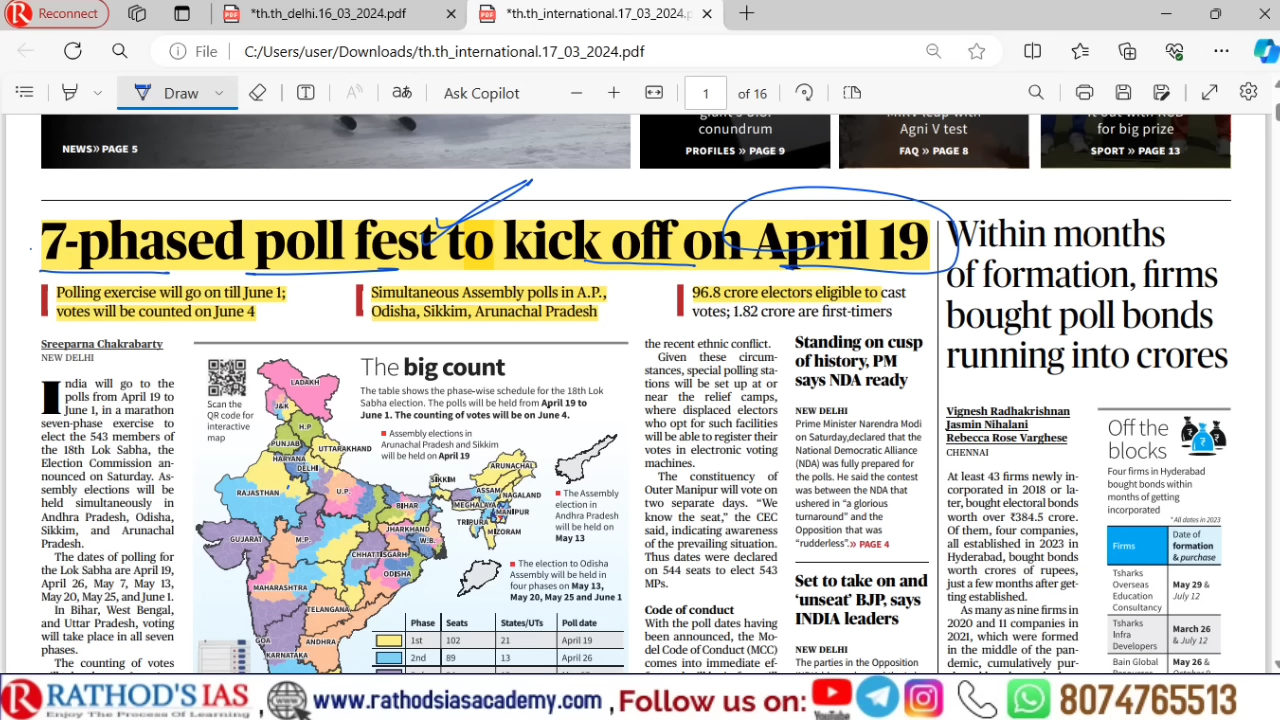 Reconnect
*th.th_delhi.16_03_2024.pdf
*th.th_international.17_03_2024.p
File
C:/Users/user/Downloads/th.th_international.17_03_2024.pdf
Draw
Ask Copilot
1 of 16
NEWS» PAGE 5
conundrum
PROFILES » PAGE 9
Agni V test
FAQ » PAGE 8
for big prize
SPORT » PAGE 13
7-phased poll fest to kick off on April 19
Polling exercise will go on till June 1;
votes will be counted on June 4
Simultaneous Assembly polls in A.P.,
Odisha, Sikkim, Arunachal Pradesh
96.8 crore electors eligible to cast
votes; 1.82 crore are first-timers
Sreeparna Chakrabarty
NEW DELHI
India will go to the
polls from April 19 to
June 1, in a marathon
seven-phase exercise to
elect the 543 members of
the 18th Lok Sabha, the
Election Commission an-
nounced on Saturday. As-
sembly elections will be
held simultaneously in
Andhra Pradesh, Odisha,
Sikkim, and Arunachal
Pradesh.
The dates of polling for
the Lok Sabha are April 19,
April 26, May 7, May 13,
May 20, May 25, and June 1.
In Bihar, West Bengal,
and Uttar Pradesh, voting
will take place in all seven
phases.
The counting of votes
Scan the
QR code for
interactive
map
The big count
The table shows the phase-wise schedule for the 18th Lok
Sabha election. The polls will be held from April 19 to
June 1. The counting of votes will be on June 4.
Assembly elections in
Arunachal Pradesh and Sikkim
will be held on April 19
The Assembly
election in
Andhra Pradesh
will be held on
May 13
The election to Odisha
Assembly will be held in
four phases on May 13,
May 20, May 25 and June 1
LADAKH
J&K
H.P
PUNJAB
UTTARAKHAND
HARYANA
DELHI
RAJASTHAN
U.P.
BIHAR
SIKKIM
ARUNACHAL
ASSAM
NAGALAND
MEGHALAYA
MANIPUR
TRIPURA
MIZORAM
GUJARAT
M.P.
JHARKHAND
W.B.
CHHATTISGARH
ODISHA
MAHARASHTRA
TELANGANA
GOA
ANDHRA
KARNATAKA
Phase Seats States/UTs Poll date
1st 102 21 April 19
2nd 89 13 April 26
the recent ethnic conflict.
Given these circum-
stances, special polling sta-
tions will be set up at or
near the relief camps,
where displaced electors
who opt for such facilities
will be able to register their
votes in electronic voting
machines.
The constituency of
Outer Manipur will vote on
two separate days. “We
know the seat,” the CEC
said, indicating awareness
of the prevailing situation.
Thus dates were declared
on 544 seats to elect 543
MPs.
Code of conduct
With the poll dates having
been announced, the Mo-
del Code of Conduct (MCC)
comes into immediate ef-
Standing on cusp
of history, PM
says NDA ready
NEW DELHI
Prime Minister Narendra Modi
on Saturday,declared that the
National Democratic Alliance
(NDA) was fully prepared for
the polls. He said the contest
was between the NDA that
ushered in “a glorious
turnaround” and the
Opposition that was
“rudderless”.» PAGE 4
Set to take on and
‘unseat’ BJP, says
INDIA leaders
NEW DELHI
The parties in the Opposition
Within months
of formation, firms
bought poll bonds
running into crores
Vignesh Radhakrishnan
Jasmin Nihalani
Rebecca Rose Varghese
CHENNAI
At least 43 firms newly in-
corporated in 2018 or la-
ter, bought electoral bonds
worth over ₹384.5 crore.
Of them, four companies,
all established in 2023 in
Hyderabad, bought bonds
worth crores of rupees,
just a few months after get-
ting established.
As many as nine firms in
2020 and 11 companies in
2021, which were formed
in the middle of the pan-
demic, cumulatively pur-
Off the
blocks
Four firms in Hyderabad
bought bonds within
months of getting
incorporated
*All dates in 2023
Firms
Date of
formation
& purchase
Tsharks
Overseas
Education
Consultancy
May 29 &
July 12
Tsharks
Infra
Developers
March 26
& July 12
Bain Global
May 26 &
RATHOD'S IAS
Enjoy The Process Of Learning
, www.rathodsiasacademy.com
, Follow us on:
YouTube
8074765513